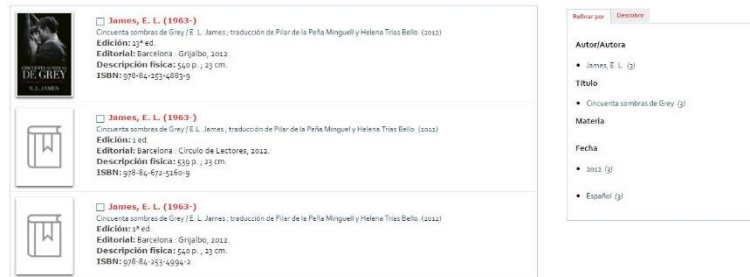 James, E. L. (1963-)
Cincuenta sombras de Grey / E. L. James ; traducción de Pilar de la Peña Minguell y Helena Trías Bello. (2012)
Edición: 13ª ed.
Editorial: Barcelona : Grijalbo, 2012.
Descripción física: 540 p. ; 23 cm.
ISBN: 978-84-253-4883-9
CINCUENTA SOMBRAS
DE GREY
E. L. JAMES
James, E. L. (1963-)
Cincuenta sombras de Grey / E. L. James ; traducción de Pilar de la Peña Minguel y Helena Trías Bello. (2012)
Edición: 1 ed.
Editorial: Barcelona : Círculo de Lectores, 2012.
Descripción física: 539 p. ; 23 cm.
ISBN: 978-84-672-5160-9
James, E. L. (1963-)
Cincuenta sombras de Grey / E. L. James ; traducción de Pilar de la Peña Minguell y Helena Trías Bello. (2012)
Edición: 1ª ed.
Editorial: Barcelona : Grijalbo, 2012.
Descripción física: 540 p. ; 23 cm.
ISBN: 978-84-253-4994-2
Refinar por Descubre
Autor/Autora
James, E. L. (3)
Título
Cincuenta sombras de Grey (3)
Materia
Fecha
2012 (3)
Español (3)